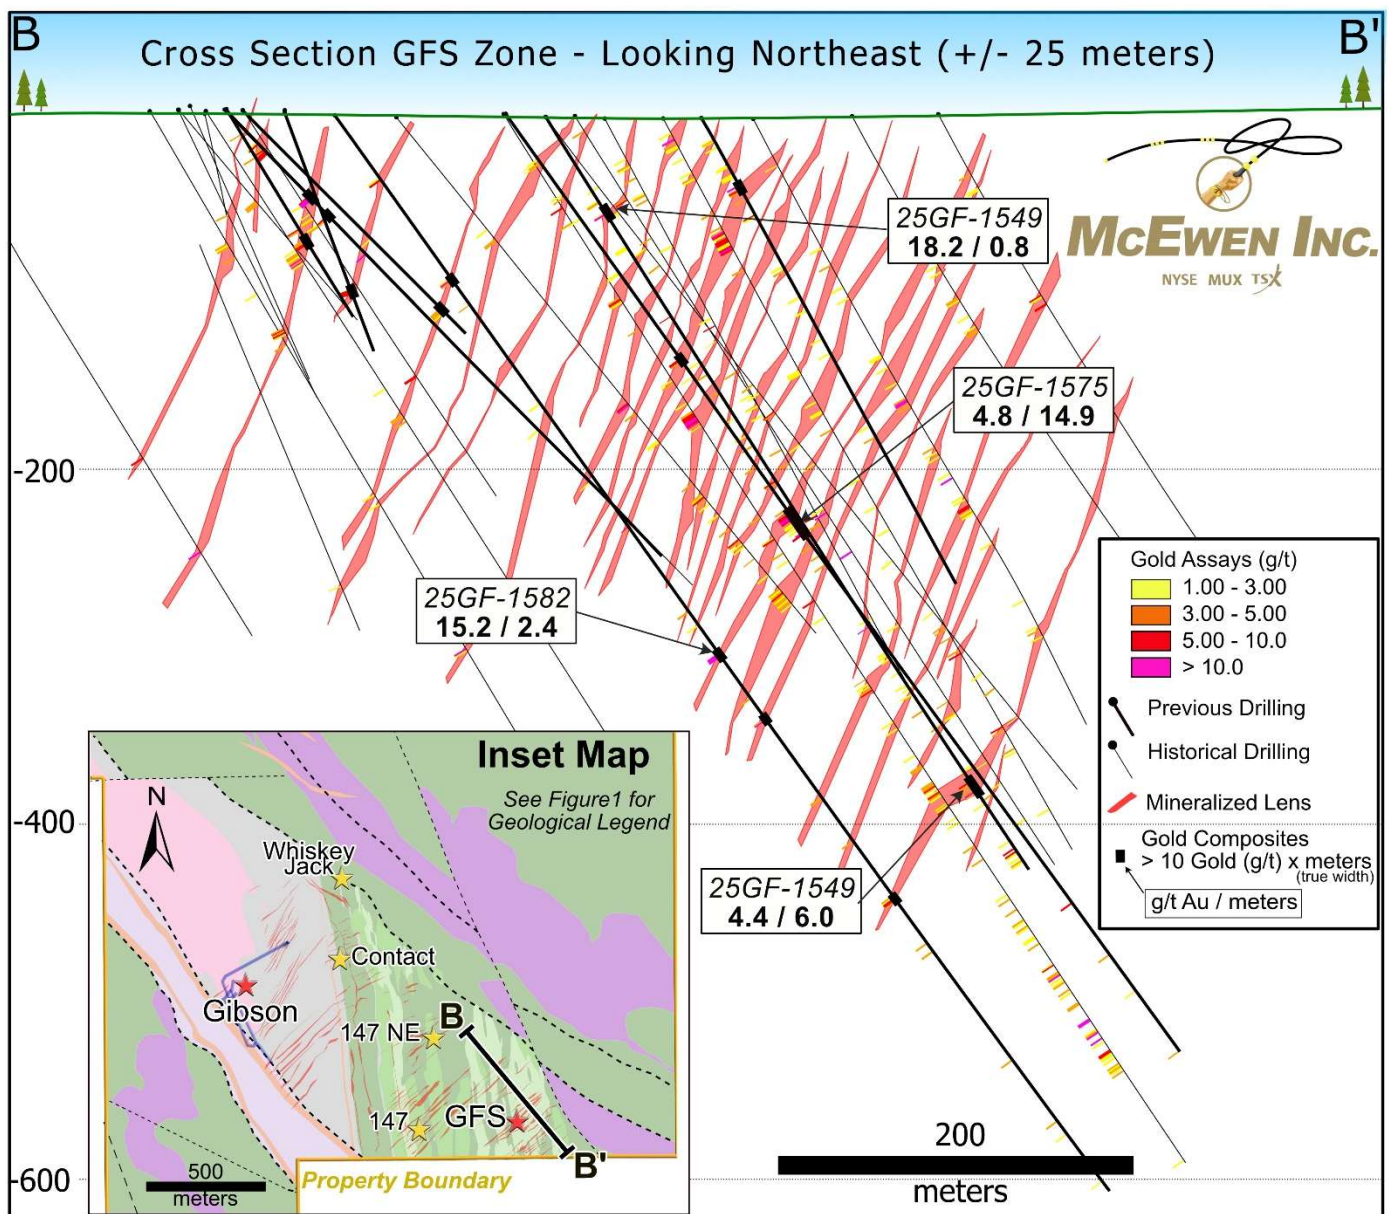 B
B'
Cross Section GFS Zone - Looking Northeast (+/- 25 meters)
McEwen Inc.
NYSE MUX TSX
25GF-1549
18.2 / 0.8
25GF-1575
4.8 / 14.9
25GF-1582
15.2 / 2.4
25GF-1549
4.4 / 6.0
-200
-400
-600
Gold Assays (g/t)
1.00 - 3.00
3.00 - 5.00
5.00 - 10.0
> 10.0
Previous Drilling
Historical Drilling
Mineralized Lens
Gold Composites
> 10 Gold (g/t) x meters
(true width)
g/t Au / meters
200
meters
Inset Map
See Figure1 for
Geological Legend
N
Whiskey
Jack
Contact
Gibson
147 NE
B
147
GFS
B'
500
meters
Property Boundary